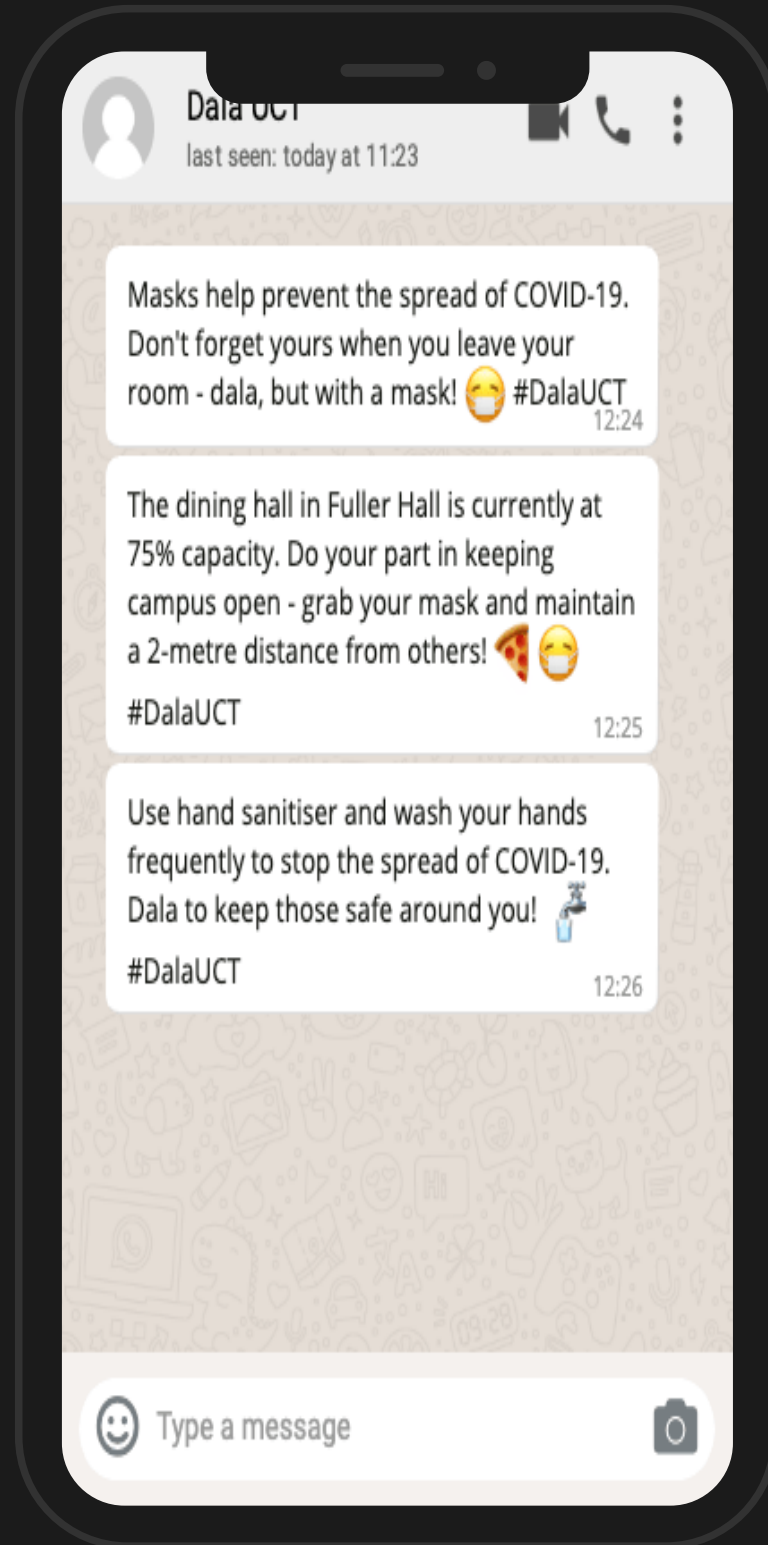 Dala UCT
last seen: today at 11:23
Masks help prevent the spread of COVID-19.
Don't forget yours when you leave your
room - dala, but with a mask! 😷 #DalaUCT
12:24
The dining hall in Fuller Hall is currently at
75% capacity. Do your part in keeping
campus open - grab your mask and maintain
a 2-metre distance from others! 🍕😷
#DalaUCT
12:25
Use hand sanitiser and wash your hands
frequently to stop the spread of COVID-19.
Dala to keep those safe around you! 🚰
#DalaUCT
12:26
Hi
09:28
Type a message